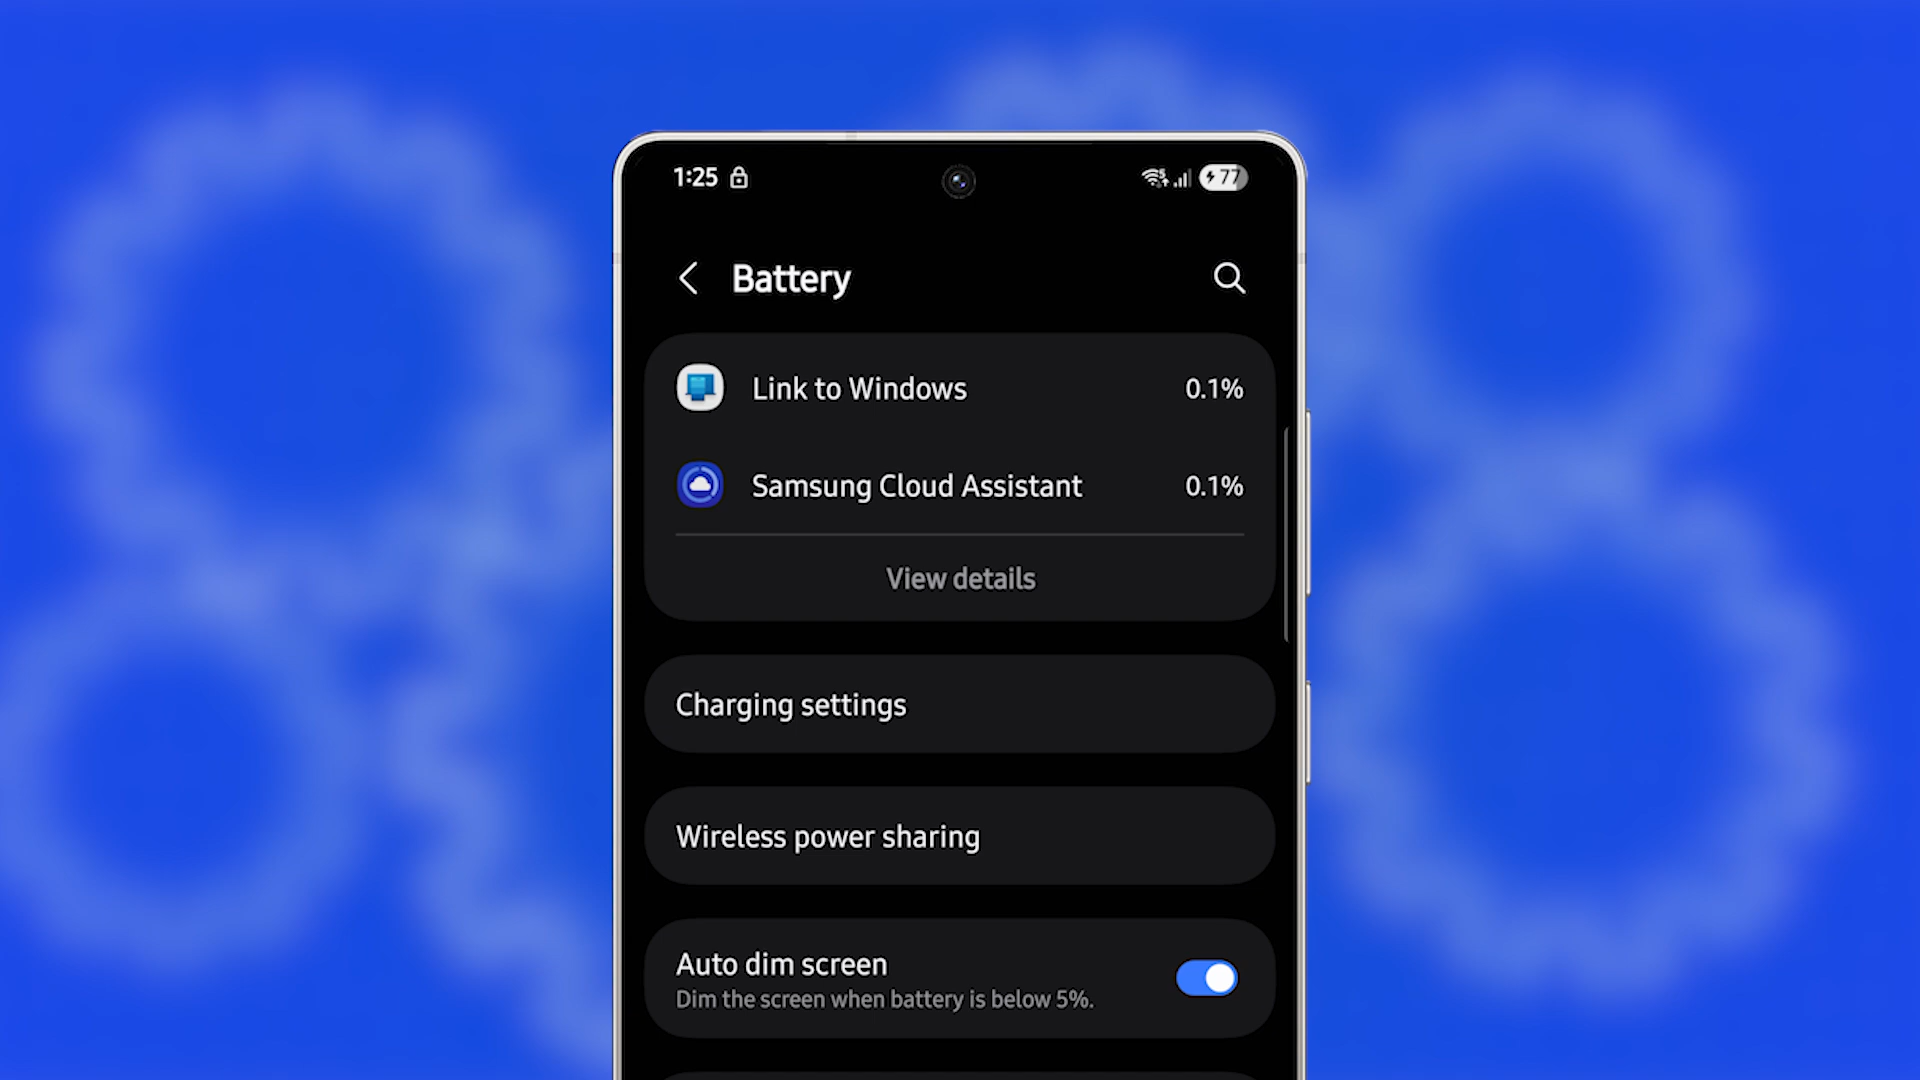 1:25 77
Battery
Link to Windows 0.1%
Samsung Cloud Assistant 0.1%
View details
Charging settings
Wireless power sharing
Auto dim screen
Dim the screen when battery is below 5%.